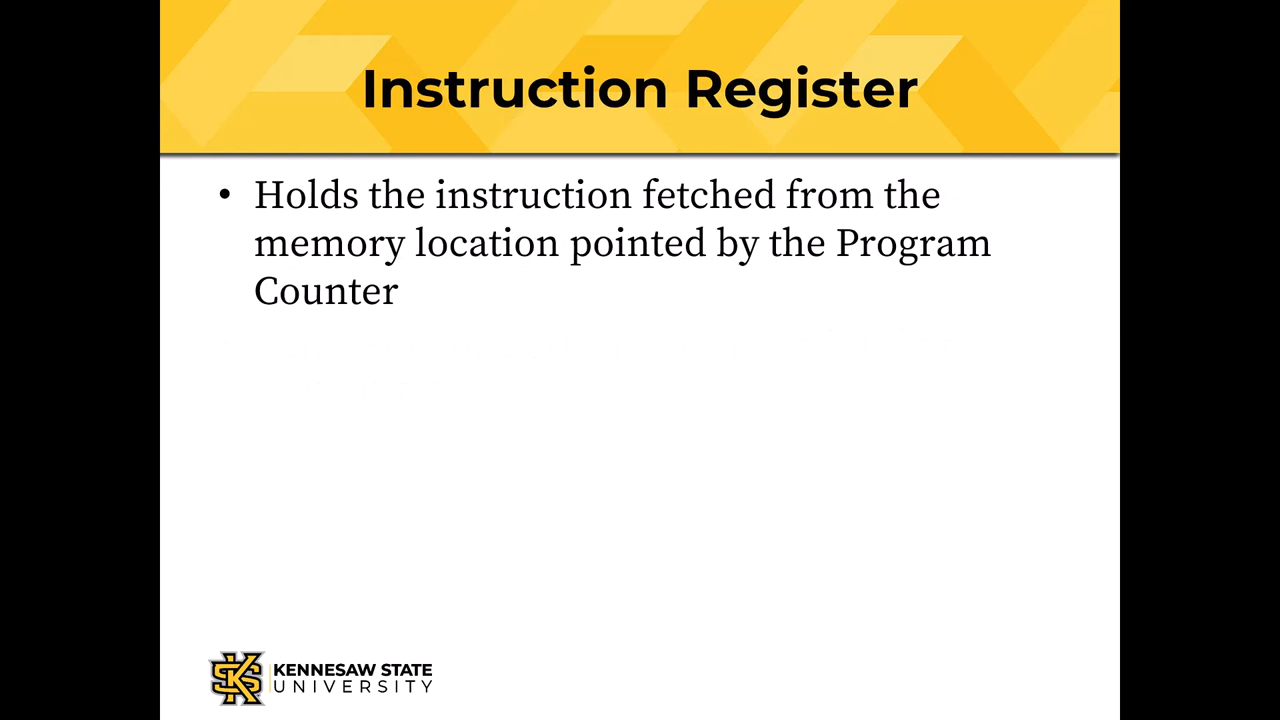 Instruction Register
• Holds the instruction fetched from the
memory location pointed by the Program
Counter
KENNESAW STATE
UNIVERSITY